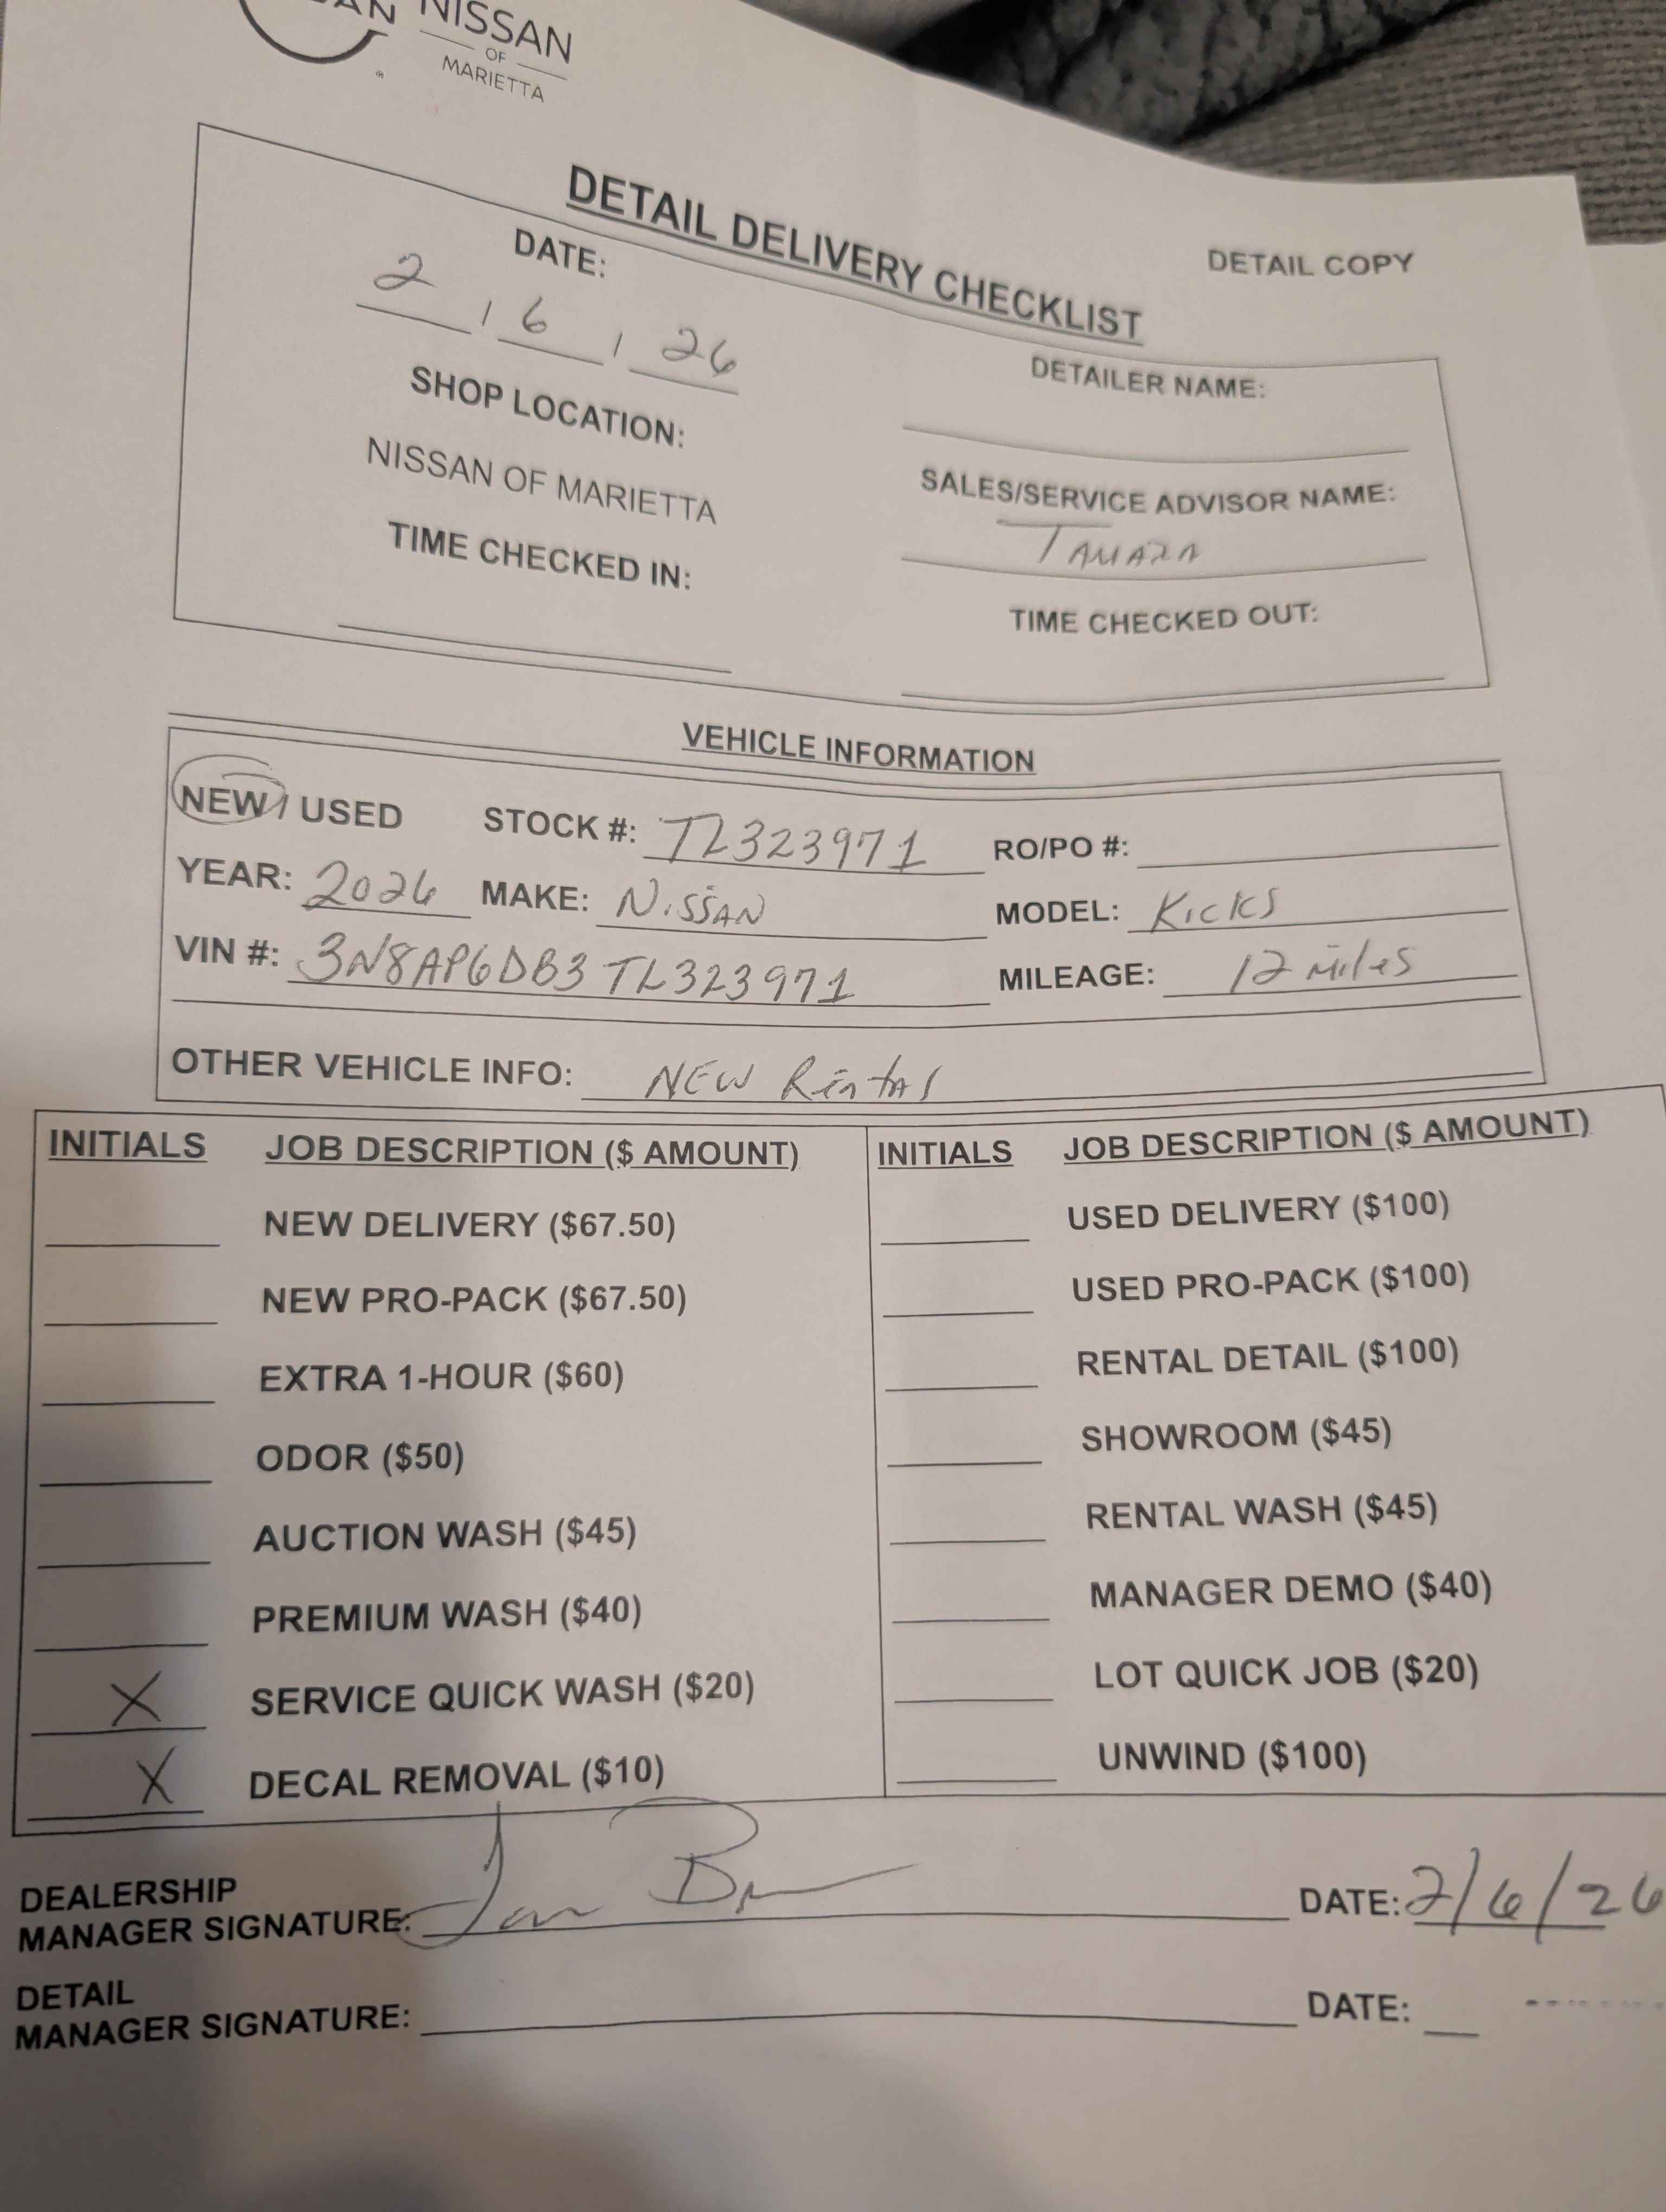 NISSAN
OF
MARIETTA
DETAIL COPY
DETAIL DELIVERY CHECKLIST
DATE:
2 / 6 / 26
DETAILER NAME:
SHOP LOCATION:
NISSAN OF MARIETTA
SALES/SERVICE ADVISOR NAME:
TAMARA
TIME CHECKED IN:
TIME CHECKED OUT:
VEHICLE INFORMATION
NEW / USED STOCK #: TL323971 RO/PO #:
YEAR: 2026 MAKE: NISSAN MODEL: KICKS
VIN #: 3N8AP6DB3TL323971 MILEAGE: 12 miles
OTHER VEHICLE INFO: NEW Rental
INITIALS JOB DESCRIPTION ($ AMOUNT) INITIALS JOB DESCRIPTION ($ AMOUNT)
NEW DELIVERY ($67.50) USED DELIVERY ($100)
NEW PRO-PACK ($67.50) USED PRO-PACK ($100)
EXTRA 1-HOUR ($60) RENTAL DETAIL ($100)
ODOR ($50) SHOWROOM ($45)
AUCTION WASH ($45) RENTAL WASH ($45)
PREMIUM WASH ($40) MANAGER DEMO ($40)
X SERVICE QUICK WASH ($20) LOT QUICK JOB ($20)
X DECAL REMOVAL ($10) UNWIND ($100)
DEALERSHIP
MANAGER SIGNATURE: DATE: 2/6/26
DETAIL
MANAGER SIGNATURE: DATE: